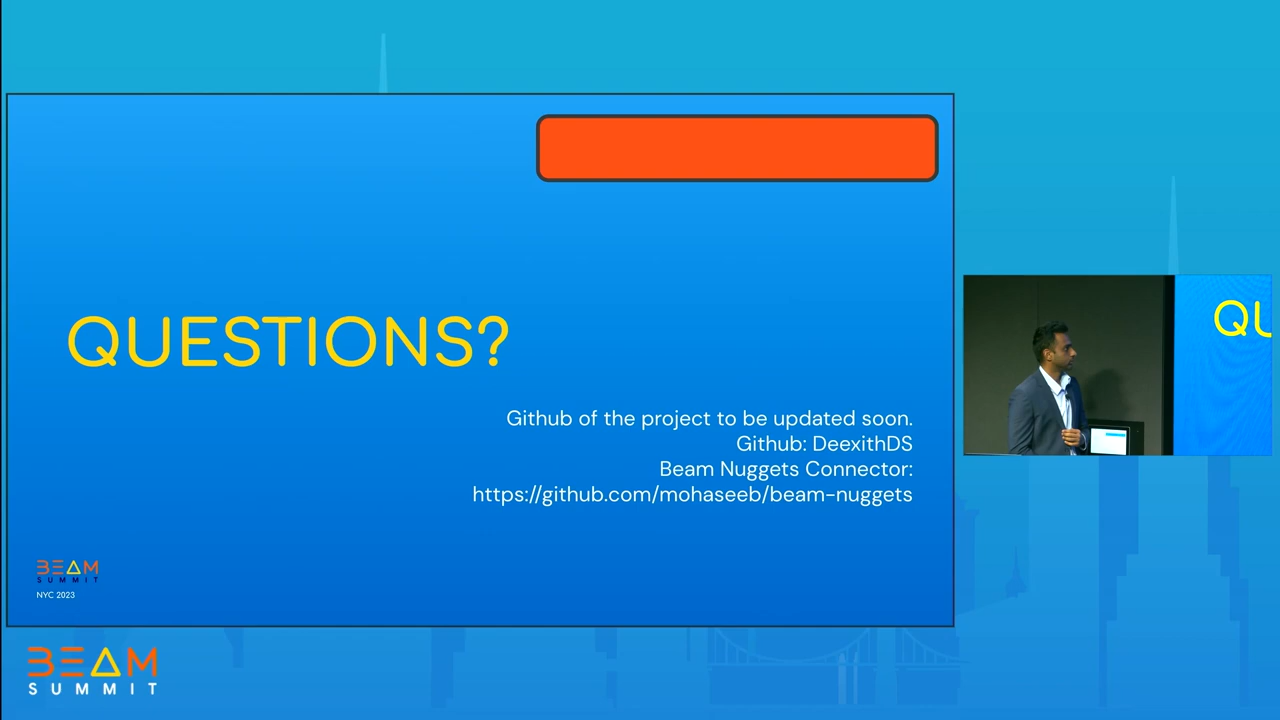 QUESTIONS?
Github of the project to be updated soon.
Github: DeexithDS
Beam Nuggets Connector:
https://github.com/mohaseeb/beam-nuggets
BEAM
SUMMIT
NYC 2023
QU
BEAM
SUMMIT